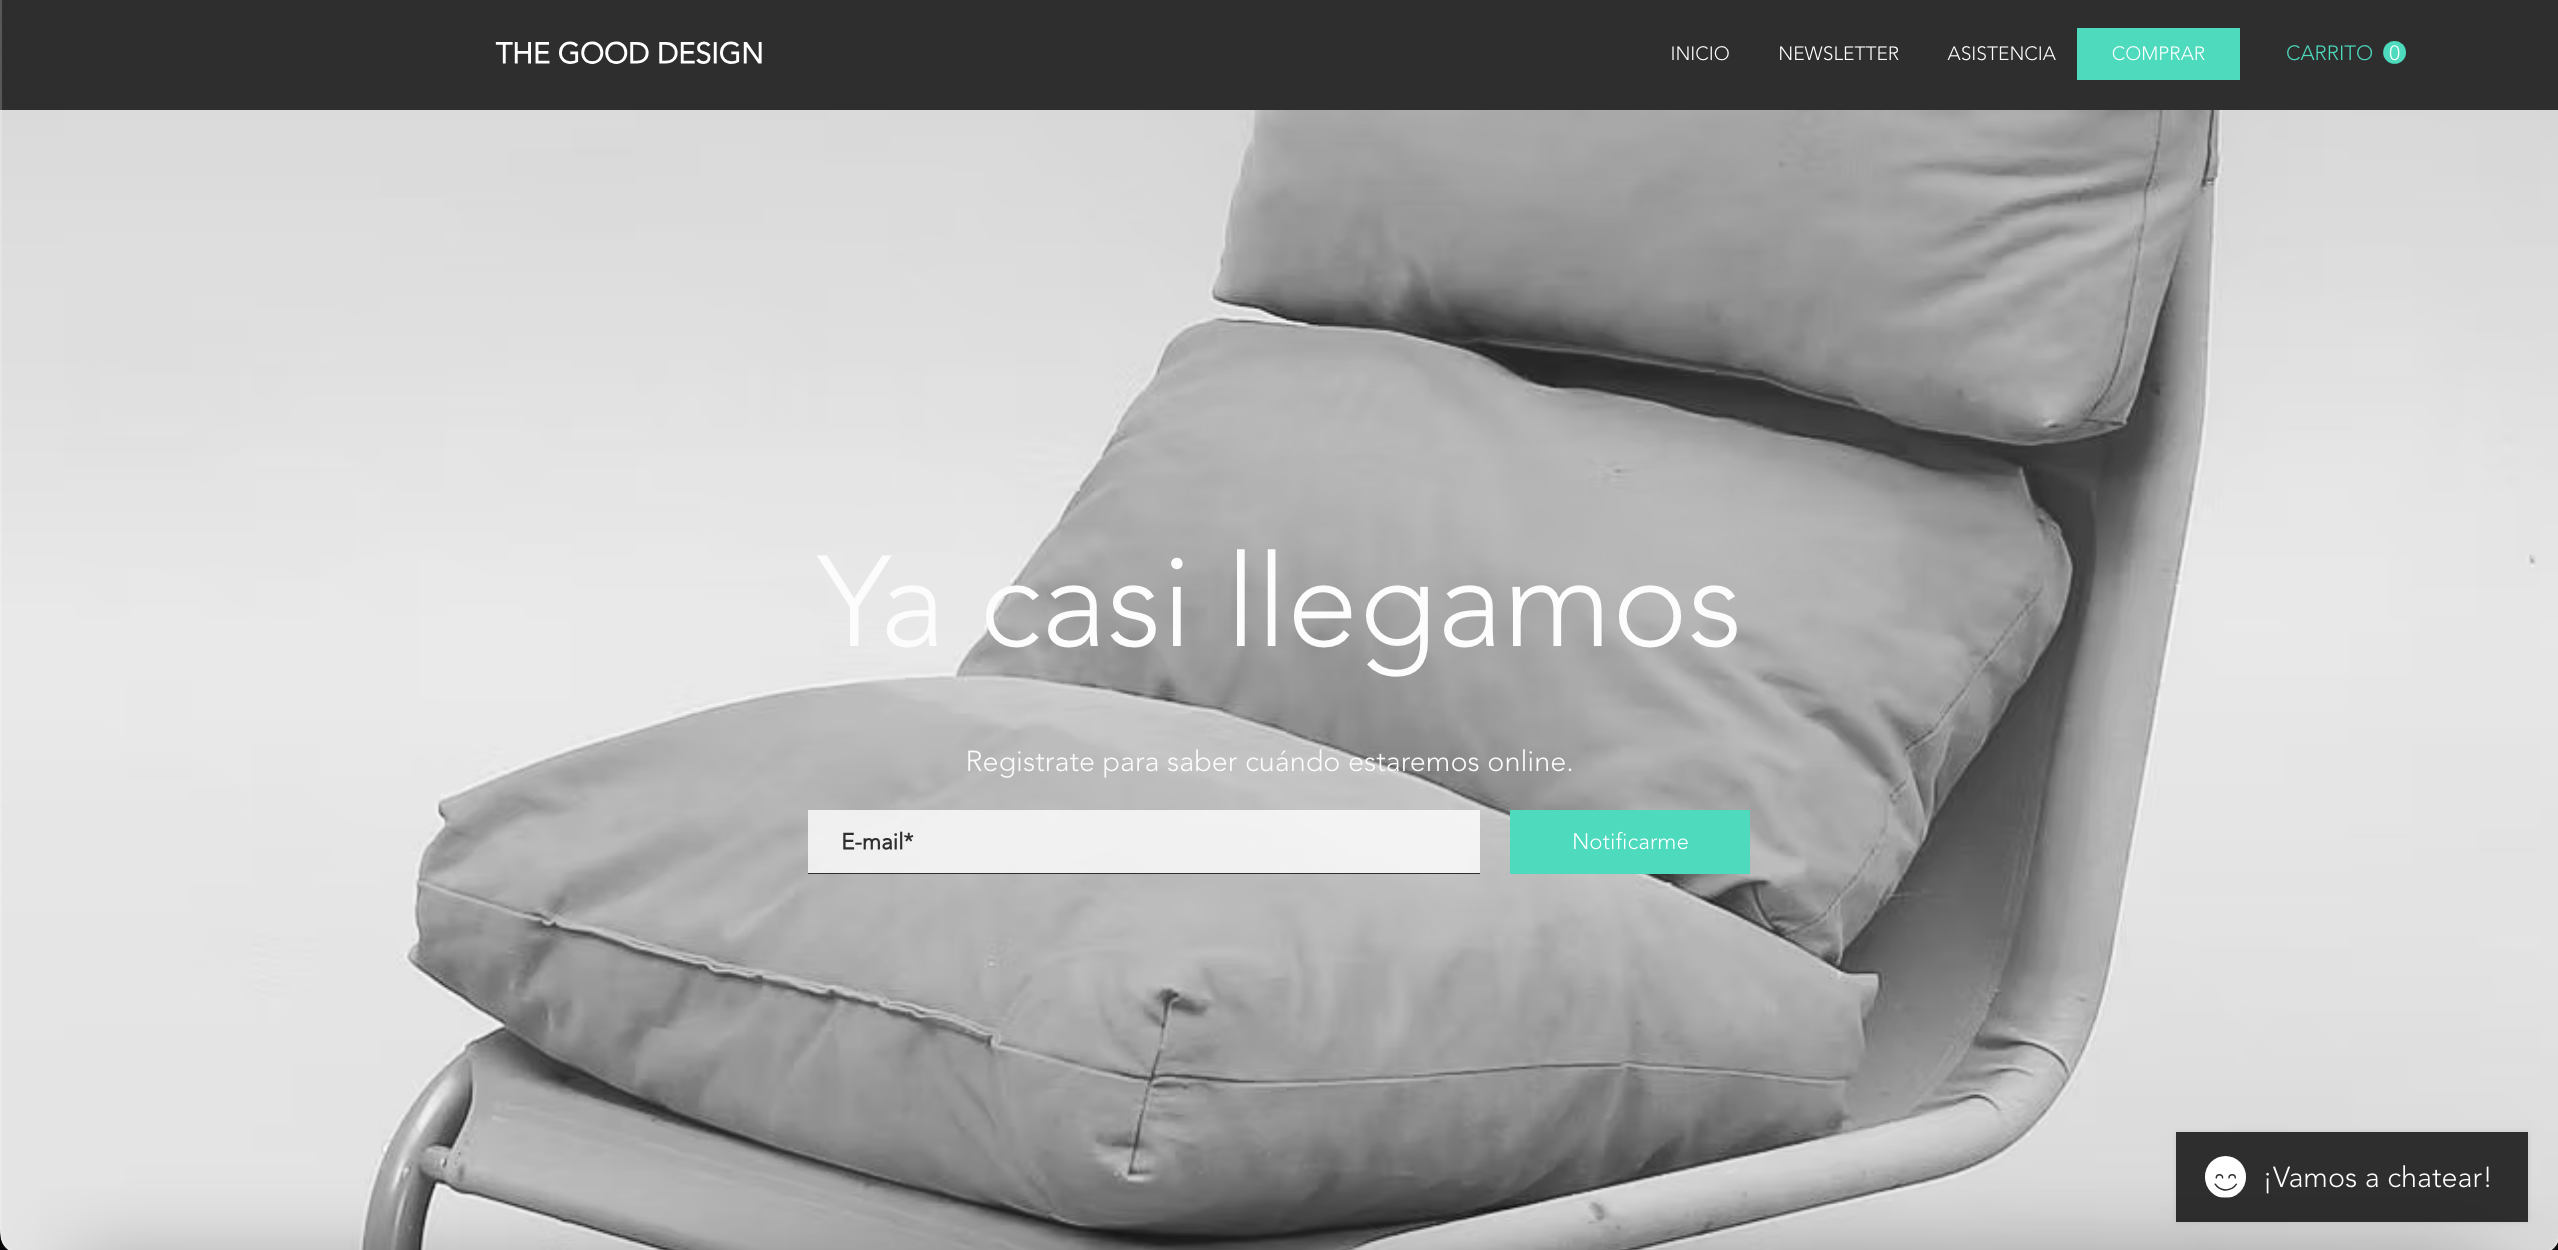 THE GOOD DESIGN
INICIO NEWSLETTER ASISTENCIA COMPRAR CARRITO 0
Ya casi llegamos
Registrate para saber cuándo estaremos online.
E-mail* Notificarme
¡Vamos a chatear!